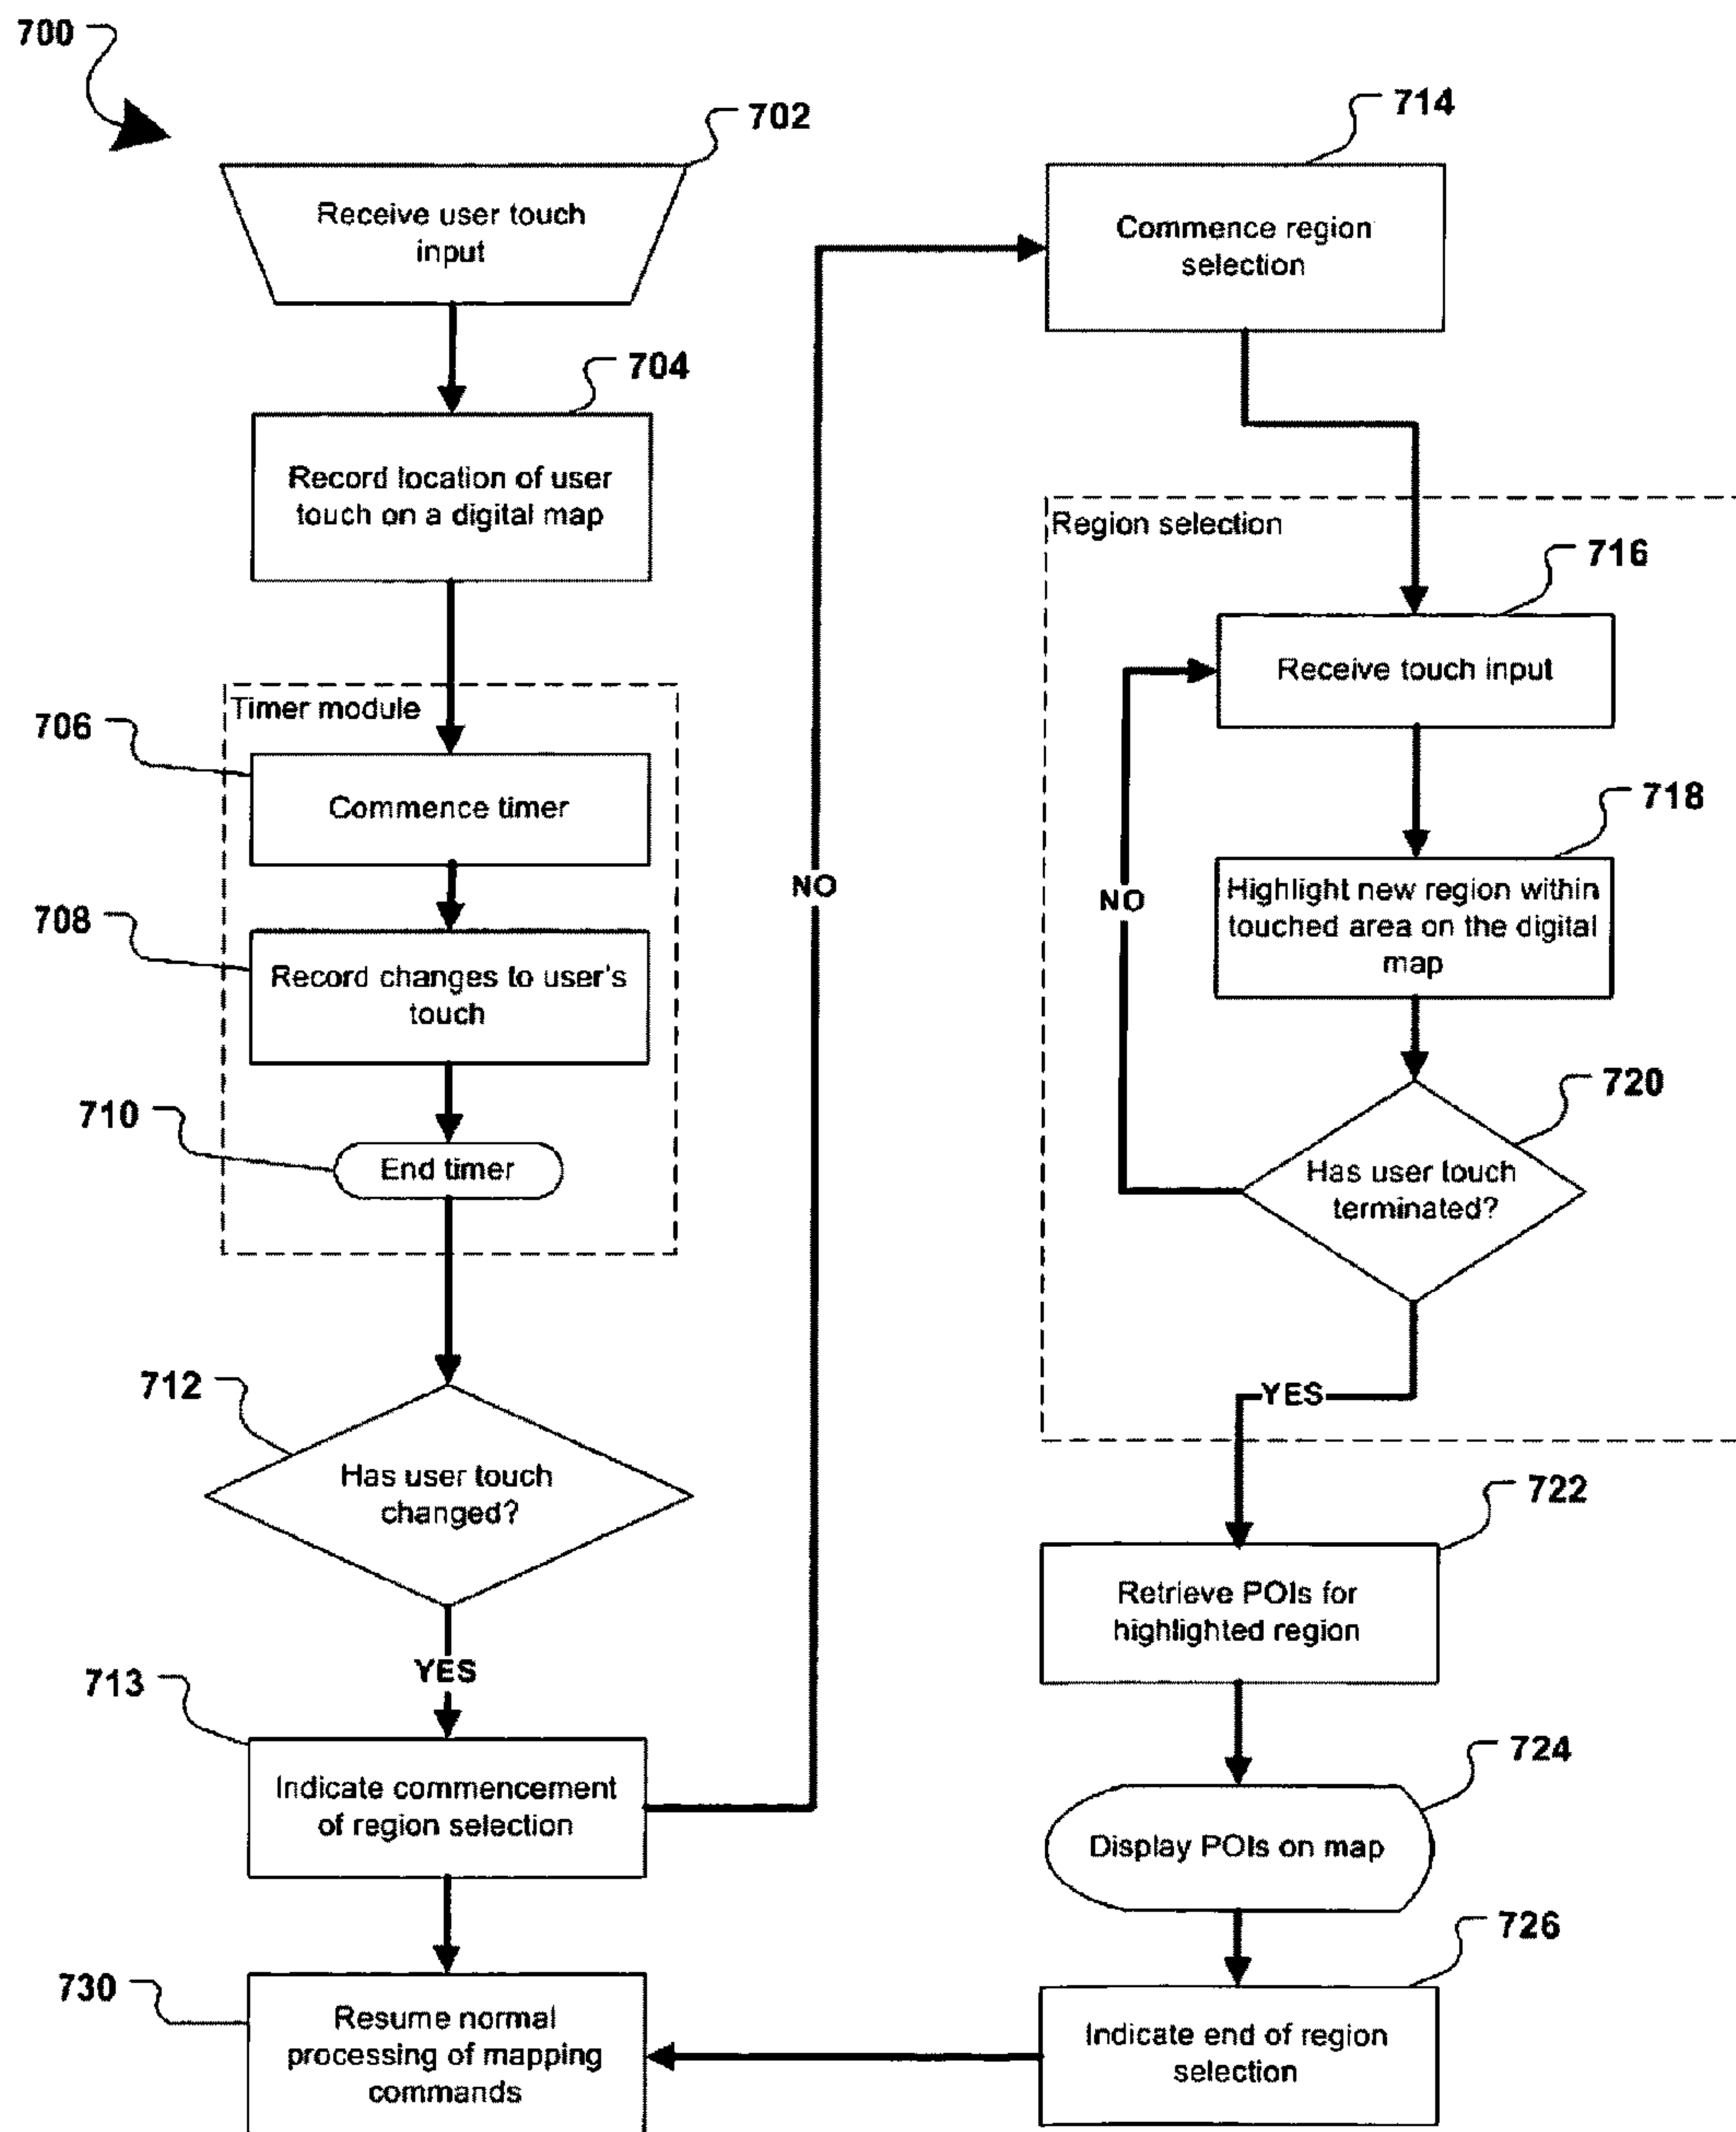 700
702
Receive user touch
input
704
Record location of user
touch on a digital map
Timer module
706
Commence timer
708
Record changes to user's
touch
710
End timer
712
Has user touch
changed?
YES
713
Indicate commencement
of region selection
NO
730
Resume normal
processing of mapping
commands
714
Commence region
selection
Region selection
716
Receive touch input
718
Highlight new region within
touched area on the digital
map
NO
720
Has user touch
terminated?
YES
722
Retrieve POIs for
highlighted region
724
Display POIs on map
726
Indicate end of region
selection